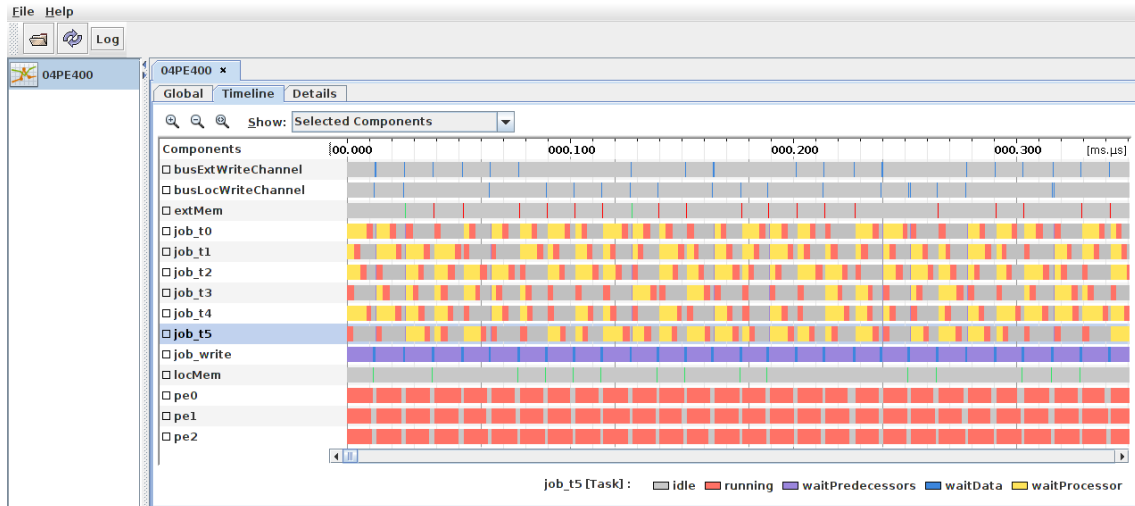 File Help
Log
04PE400
04PE400 ×
Global Timeline Details
Show: Selected Components
Components 00.000 000.100 000.200 000.300 [ms.µs]
busExtWriteChannel
busLocWriteChannel
extMem
job_t0
job_t1
job_t2
job_t3
job_t4
job_t5
job_write
locMem
pe0
pe1
pe2
job_t5 [Task] : idle running waitPredecessors waitData waitProcessor